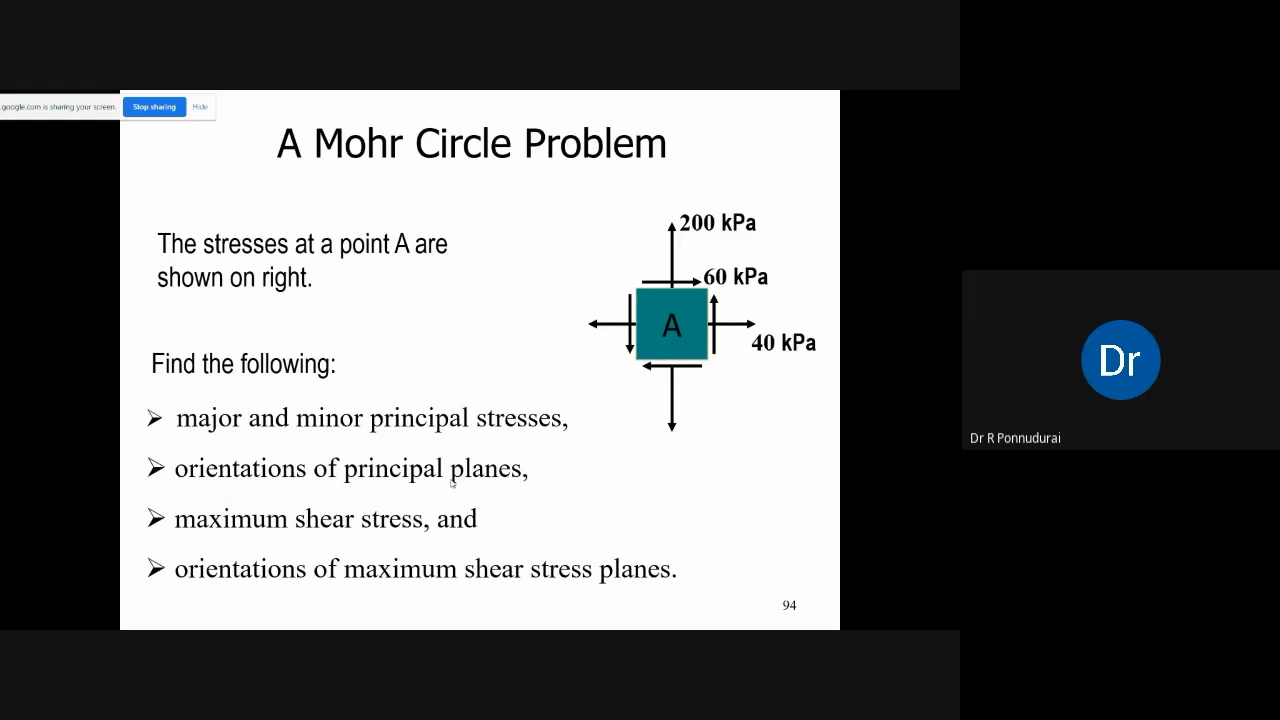 .google.com is sharing your screen.
Stop sharing
Hide
A Mohr Circle Problem
The stresses at a point A are
shown on right.
200 kPa
60 kPa
A
40 kPa
Find the following:
➢ major and minor principal stresses,
➢ orientations of principal planes,
➢ maximum shear stress, and
➢ orientations of maximum shear stress planes.
94
Dr
Dr R Ponnudurai